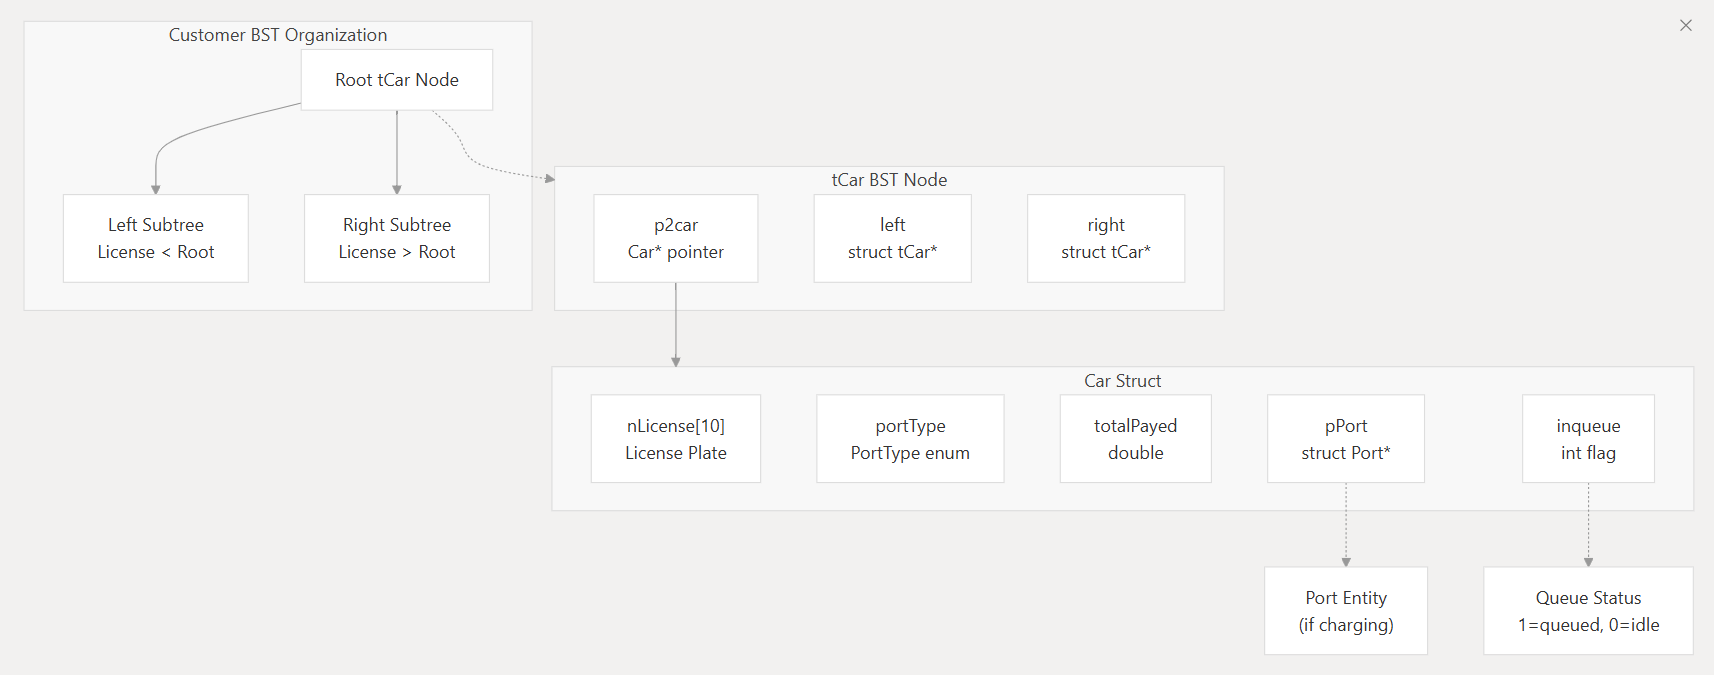 Customer BST Organization
Root tCar Node
Left Subtree
License < Root
Right Subtree
License > Root
tCar BST Node
p2car
Car* pointer
left
struct tCar*
right
struct tCar*
Car Struct
nLicense[10]
License Plate
portType
PortType enum
totalPayed
double
pPort
struct Port*
inqueue
int flag
Port Entity
(if charging)
Queue Status
1=queued, 0=idle